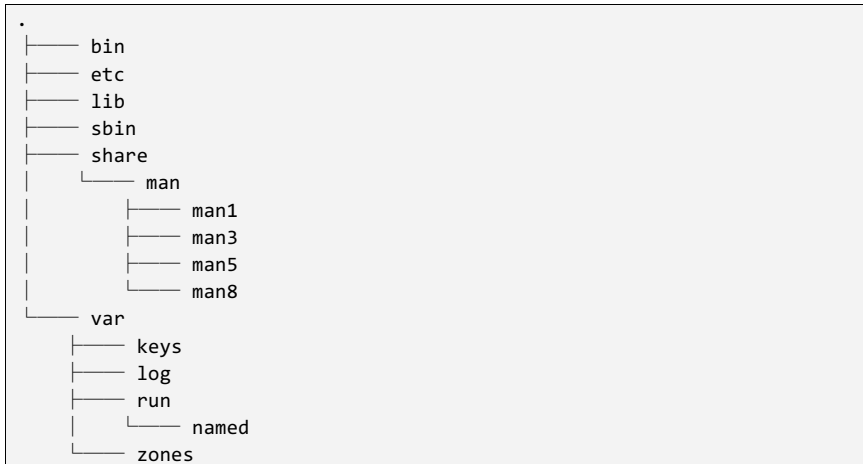 .
├── bin
├── etc
├── lib
├── sbin
├── share
│   └── man
│       ├── man1
│       ├── man3
│       ├── man5
│       └── man8
└── var
    ├── keys
    ├── log
    ├── run
    │   └── named
    └── zones